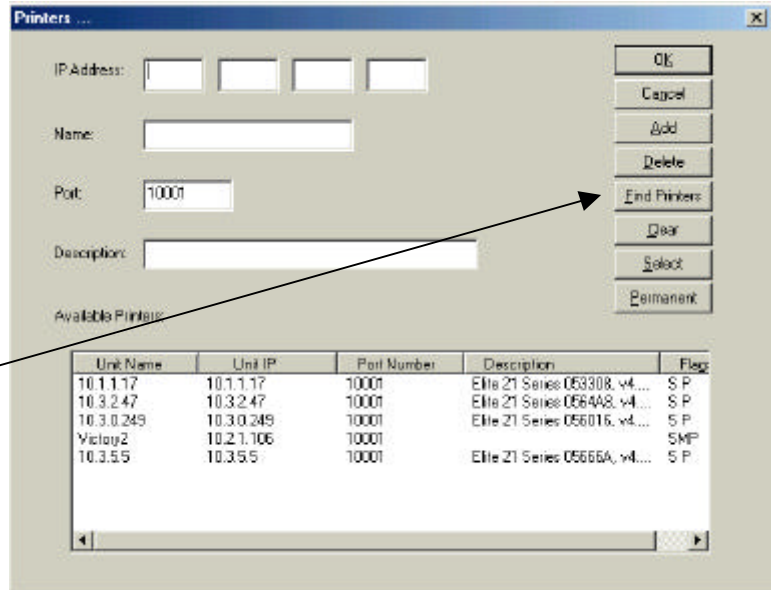 Printers ...
IP Address:
OK
Cancel
Name:
Add
Delete
Port:
10001
Find Printers
Clear
Description:
Select
Permanent
Available Printers:
Unit Name Unit IP Port Number Description Flags
10.1.1.17 10.1.1.17 10001 Elite 21 Series 053308, v4.... S P
10.3.2.47 10.3.2.47 10001 Elite 21 Series 0564A8, v4.... S P
10.3.0.249 10.3.0.249 10001 Elite 21 Series 056016, v4.... S P
Victory2 10.2.1.106 10001 SMP
10.3.5.5 10.3.5.5 10001 Elite 21 Series 05666A, v4.... S P